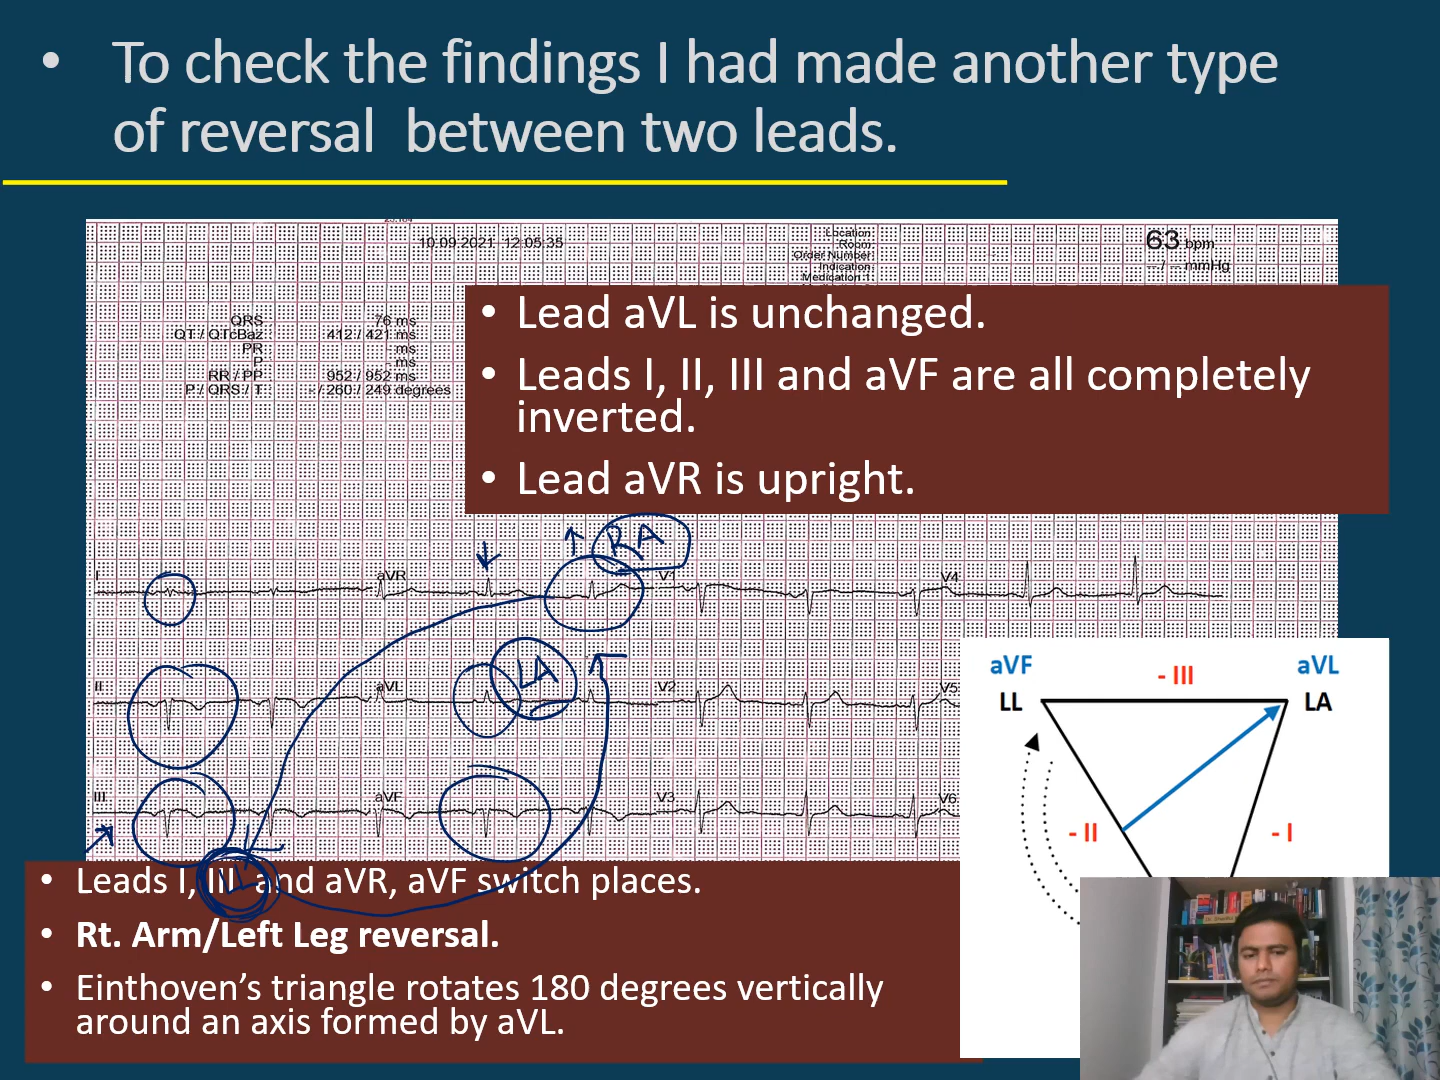 • To check the findings I had made another type
of reversal between two leads.
10.09.2021 12:05:35
Location
Room
Order Number
Indication
Medication 1
63 bpm
-- / -- mmHg
QRS 76 ms
QT / QTcBaz 412 / 421 ms
PR ms
P - ms
RR / PP 952 / 952 ms
P / QRS / T - / 260 / 249 degrees
• Lead aVL is unchanged.
• Leads I, II, III and aVF are all completely
inverted.
• Lead aVR is upright.
RA
I aVR V1 V4
LA
II aVL V2 V5
III aVF V3 V6
LL
aVF - III aVL
LL LA
- II - I
• Leads I, III and aVR, aVF switch places.
• Rt. Arm/Left Leg reversal.
• Einthoven’s triangle rotates 180 degrees vertically
around an axis formed by aVL.